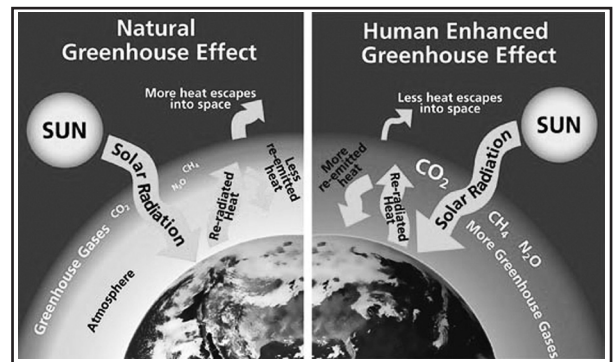 Natural
Greenhouse Effect
More heat escapes
into space
SUN
Solar Radiation
CH₄
N₂O
CO₂
Less
re-emitted
heat
Re-radiated
Heat
Greenhouse Gases
Atmosphere
Human Enhanced
Greenhouse Effect
Less heat escapes
into space
SUN
More
re-emitted
heat
CO₂
Solar Radiation
Re-radiated
Heat
CH₄ N₂O
More Greenhouse Gases